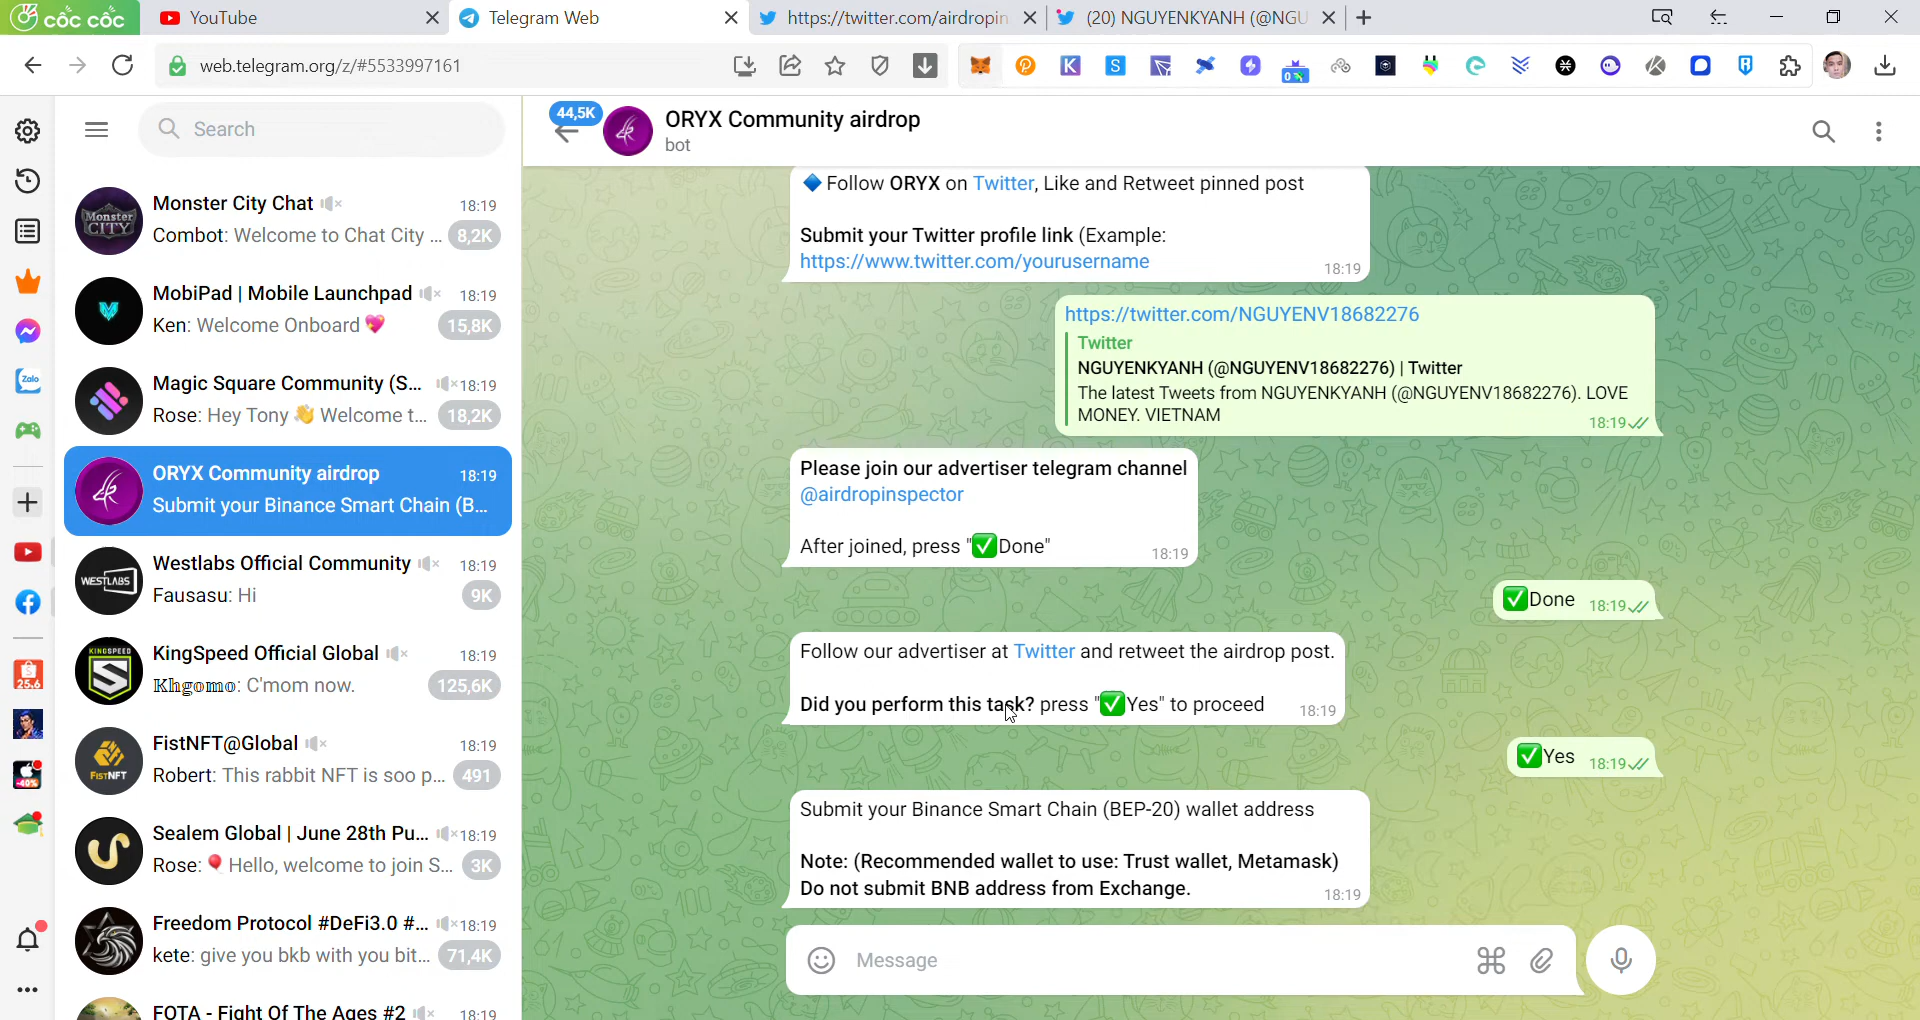 cốc cốc
YouTube
Telegram Web
https://twitter.com/airdropin
(20) NGUYENKYANH (@NGU
web.telegram.org/z/#5533997161
Search
Monster City Chat 18:19
Combot: Welcome to Chat City ... 8,2K
MobiPad | Mobile Launchpad 18:19
Ken: Welcome Onboard 💖 15,8K
Magic Square Community (S... 18:19
Rose: Hey Tony 👋 Welcome t... 18,2K
ORYX Community airdrop 18:19
Submit your Binance Smart Chain (B...
Westlabs Official Community 18:19
Fausasu: Hi 9K
KingSpeed Official Global 18:19
𝕂𝕙𝕘𝕠𝕞𝕠: C'mom now. 125,6K
FistNFT@Global 18:19
Robert: This rabbit NFT is soo p... 491
Sealem Global | June 28th Pu... 18:19
Rose: 🎈 Hello, welcome to join S... 3K
Freedom Protocol #DeFi3.0 #... 18:19
kete: give you bkb with you bit... 71,4K
FOTA - Fight Of The Ages #2 18:19
Monster
CITY
WESTLABS
KINGSPEED
FISTNFT
Zalo
25.6
-40%
0
44,5K
ORYX Community airdrop
bot
🔷 Follow ORYX on Twitter, Like and Retweet pinned post
Submit your Twitter profile link (Example:
https://www.twitter.com/yourusername 18:19
https://twitter.com/NGUYENV18682276
Twitter
NGUYENKYANH (@NGUYENV18682276) | Twitter
The latest Tweets from NGUYENKYANH (@NGUYENV18682276). LOVE
MONEY. VIETNAM 18:19
Please join our advertiser telegram channel
@airdropinspector
After joined, press "✅Done" 18:19
✅Done 18:19
Follow our advertiser at Twitter and retweet the airdrop post.
Did you perform this task? press "✅Yes" to proceed 18:19
✅Yes 18:19
Submit your Binance Smart Chain (BEP-20) wallet address
Note: (Recommended wallet to use: Trust wallet, Metamask)
Do not submit BNB address from Exchange. 18:19
Message